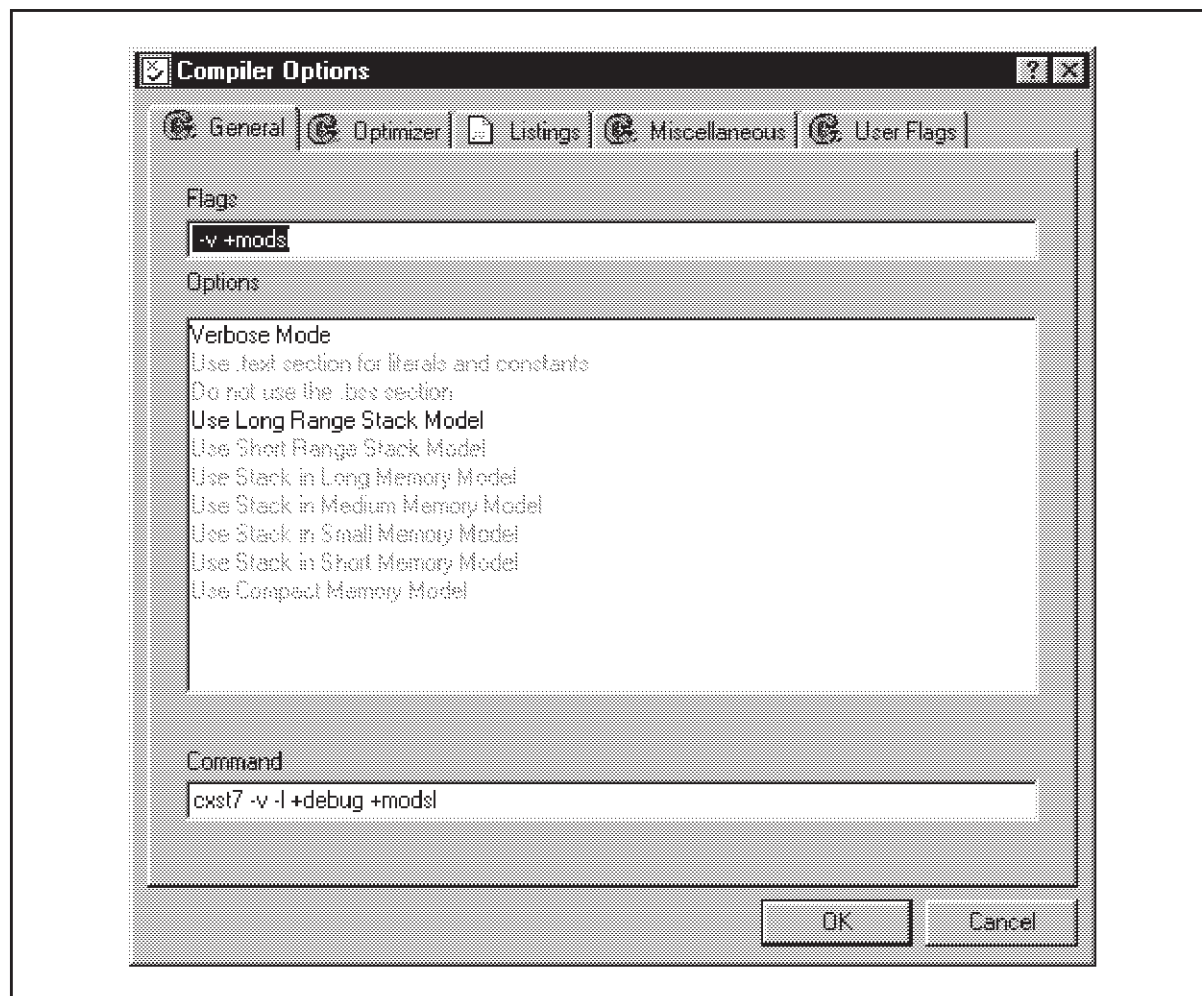 Compiler Options
General Optimizer Listings Miscellaneous User Flags
Flags
-v +modsl
Options
Verbose Mode
Use .text section for literals and constants
Do not use the .bss section
Use Long Range Stack Model
Use Short Range Stack Model
Use Stack in Long Memory Model
Use Stack in Medium Memory Model
Use Stack in Small Memory Model
Use Stack in Short Memory Model
Use Compact Memory Model
Command
cxst7 -v -l +debug +modsl
OK Cancel